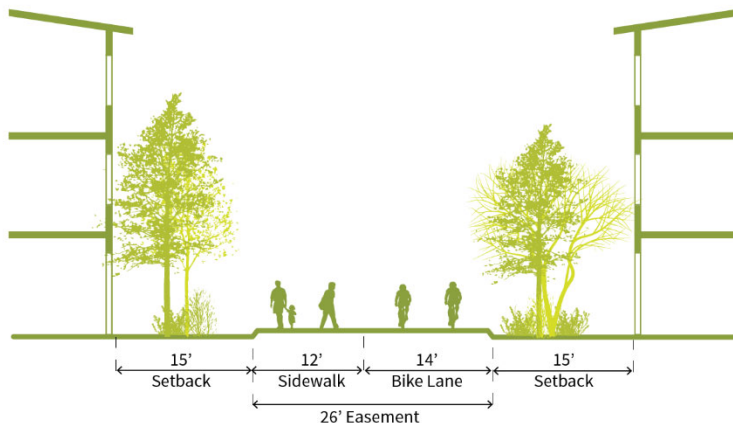 15’ 12’ 14’ 15’
Setback Sidewalk Bike Lane Setback
26’ Easement